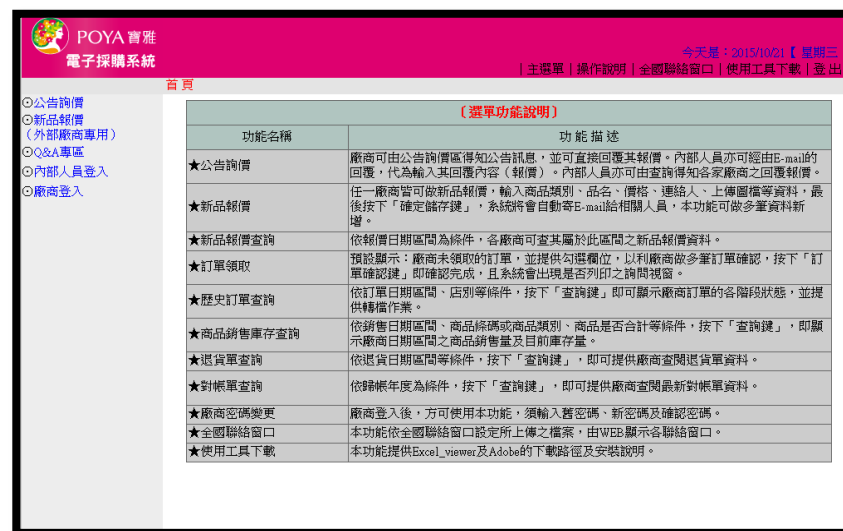 POYA 寶雅
電子採購系統
今天是：2015/10/21【 星期三
| 主選單 | 操作說明 | 全國聯絡窗口 | 使用工具下載 | 登 出
首 頁
⊙公告詢價
⊙新品報價
（外部廠商專用）
⊙Q&A專區
⊙內部人員登入
⊙廠商登入
〔 選單功能說明 〕
功能名稱 功 能 描 述
★公告詢價
廠商可由公告詢價區得知公告訊息，並可直接回覆其報價。內部人員亦可經由E-mail的
回覆，代為輸入其回覆內容（報價）。內部人員亦可由查詢得知各家廠商之回覆報價。
★新品報價
任一廠商皆可做新品報價，輸入商品類別、品名、價格、連絡人、上傳圖檔等資料，最
後按下「確定儲存鍵」，系統將會自動寄E-mail給相關人員，本功能可做多筆資料新
增。
★新品報價查詢 依報價日期區間為條件，各廠商可查其屬於此區間之新品報價資料。
★訂單領取
預設顯示：廠商未領取的訂單，並提供勾選欄位，以利廠商做多筆訂單確認，按下「訂
單確認鍵」即確認完成，且系統會出現是否列印之詢問視窗。
★歷史訂單查詢
依訂單日期區間、店別等條件，按下「查詢鍵」即可顯示廠商訂單的各階段狀態，並提
供轉檔作業。
★商品銷售庫存查詢
依銷售日期區間、商品條碼或商品類別、商品是否合計等條件，按下「查詢鍵」，即顯
示廠商日期區間之商品銷售量及目前庫存量。
★退貨單查詢 依退貨日期區間等條件，按下「查詢鍵」，即可提供廠商查閱退貨單資料。
★對帳單查詢 依歸帳年度為條件，按下「查詢鍵」，即可提供廠商查閱最新對帳單資料。
★廠商密碼變更 廠商登入後，方可使用本功能，須輸入舊密碼、新密碼及確認密碼。
★全國聯絡窗口 本功能依全國聯絡窗口設定所上傳之檔案，由WEB顯示各聯絡窗口。
★使用工具下載 本功能提供Excel_viewer及Adobe的下載路徑及安裝說明。